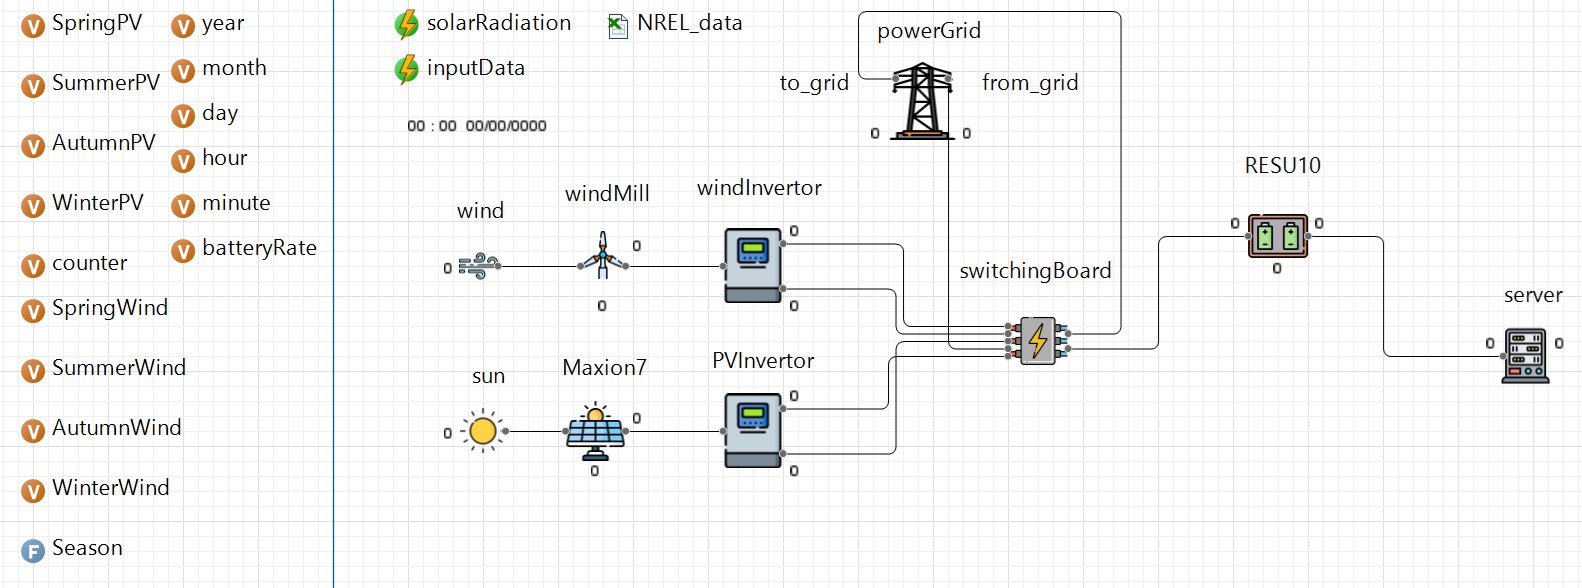 V SpringPV
V SummerPV
V AutumnPV
V WinterPV
V counter
V SpringWind
V SummerWind
V AutumnWind
V WinterWind
F Season
V year
V month
V day
V hour
V minute
V batteryRate
solarRadiation
inputData
NREL_data
00 : 00 00/00/0000
powerGrid
to_grid
from_grid
0 0
wind
0
windMill
0
0
windInvertor
0
0
sun
0
Maxion7
0
0
PVInvertor
0
0
switchingBoard
RESU10
0 0
0
server
0 0